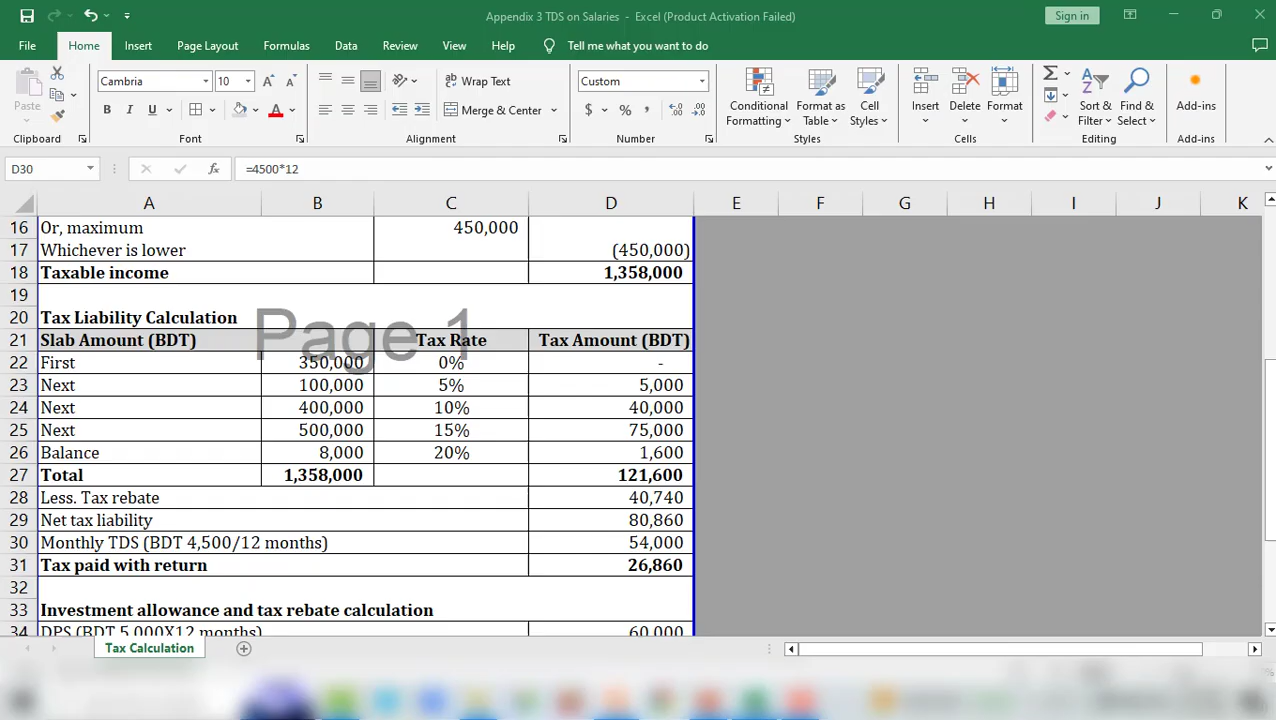 Appendix 3 TDS on Salaries - Excel (Product Activation Failed)
Sign in
File Home Insert Page Layout Formulas Data Review View Help Tell me what you want to do
Cambria 10 Wrap Text Custom
Paste B I U Merge & Center $ % , Conditional Formatting Format as Table Cell Styles Insert Delete Format Sort & Filter Find & Select Add-ins
Clipboard Font Alignment Number Styles Cells Editing Add-ins
D30 fx =4500*12
A B C D E F G H I J K
16 Or, maximum 450,000
17 Whichever is lower (450,000)
18 Taxable income 1,358,000
19
20 Tax Liability Calculation
Page 1
21 Slab Amount (BDT) Tax Rate Tax Amount (BDT)
22 First 350,000 0% -
23 Next 100,000 5% 5,000
24 Next 400,000 10% 40,000
25 Next 500,000 15% 75,000
26 Balance 8,000 20% 1,600
27 Total 1,358,000 121,600
28 Less. Tax rebate 40,740
29 Net tax liability 80,860
30 Monthly TDS (BDT 4,500/12 months) 54,000
31 Tax paid with return 26,860
32
33 Investment allowance and tax rebate calculation
34 DPS (BDT 5,000X12 months) 60,000
Tax Calculation